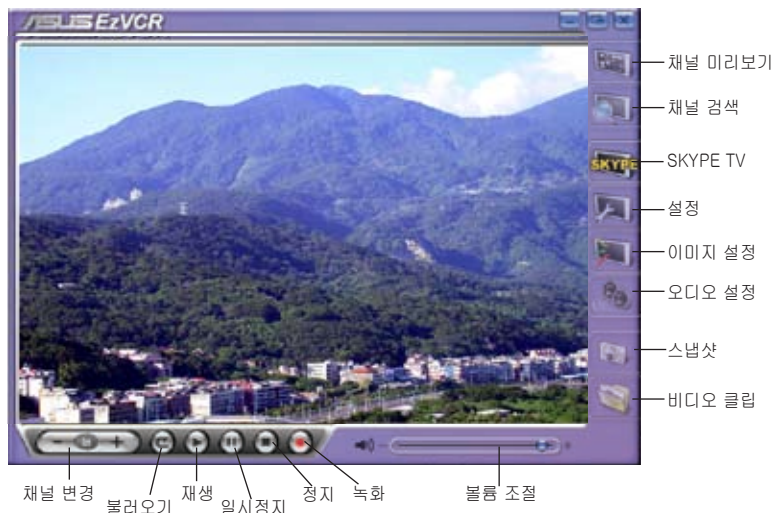 ASUS EzVCR
채널 미리보기
채널 검색
SKYPE
SKYPE TV
설정
이미지 설정
오디오 설정
스냅샷
비디오 클립
채널 변경
불러오기
재생
일시정지
정지
녹화
볼륨 조절